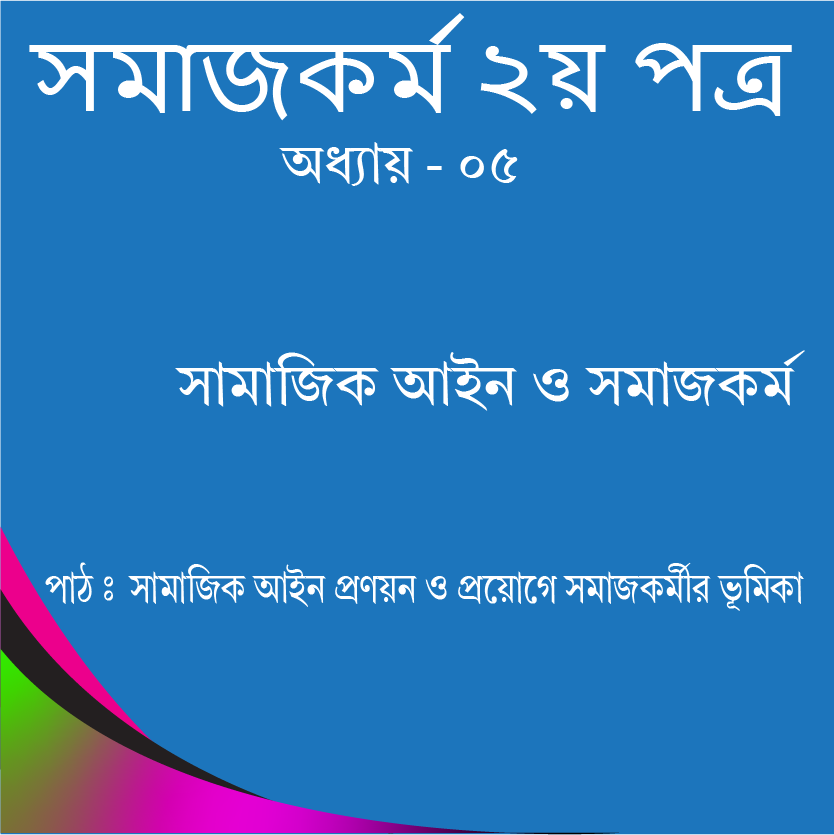 সমাজকর্ম ২য় পত্র
অধ্যায় - ০৫
সামাজিক আইন ও সমাজকর্ম
পাঠ ঃ সামাজিক আইন প্রণয়ন ও প্রয়োগে সমাজকর্মীর ভূমিকা